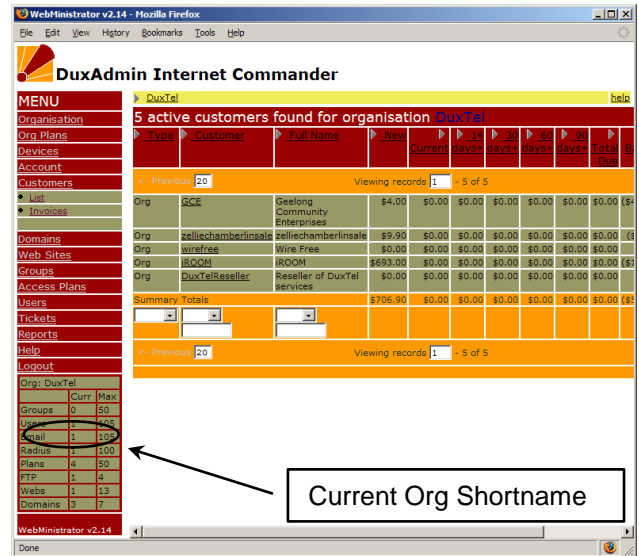 WebMinistrator v2.14 - Mozilla Firefox
File Edit View History Bookmarks Tools Help
DuxAdmin Internet Commander
MENU
Organisation
Org Plans
Devices
Account
Customers
List
Invoices
Domains
Web Sites
Groups
Access Plans
Users
Tickets
Reports
Help
Logout
Org: DuxTel
Curr Max
Groups 0 50
Users 1 105
Email 1 105
Radius 1 100
Plans 4 50
FTP 1 4
Webs 1 13
Domains 3 7
WebMinistrator v2.14
DuxTel help
5 active customers found for organisation DuxTel
Type Customer Full Name New Current 14 days+ 30 days+ 60 days+ 90 days+ Total Due
<- Previous 20 Viewing records 1 - 5 of 5
Org GCE Geelong Community Enterprises $4.00 $0.00 $0.00 $0.00 $0.00 $0.00 $0.00 ($4
Org zelliechamberlinsale zelliechamberlinsale $9.90 $0.00 $0.00 $0.00 $0.00 $0.00 $0.00 ($
Org wirefree Wire Free $0.00 $0.00 $0.00 $0.00 $0.00 $0.00 $0.00
Org iROOM iROOM $693.00 $0.00 $0.00 $0.00 $0.00 $0.00 $0.00 ($1
Org DuxTelReseller Reseller of DuxTel services $0.00 $0.00 $0.00 $0.00 $0.00 $0.00 $0.00
Summary Totals $706.90 $0.00 $0.00 $0.00 $0.00 $0.00 $0.00 ($5
<- Previous 20 Viewing records 1 - 5 of 5
Current Org Shortname
Done